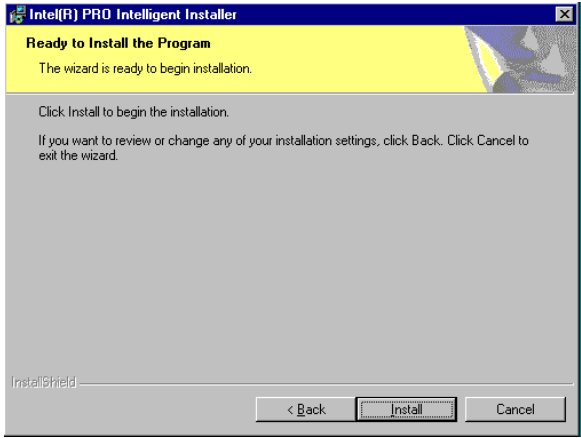 Intel(R) PRO Intelligent Installer
Ready to Install the Program
The wizard is ready to begin installation.
Click Install to begin the installation.
If you want to review or change any of your installation settings, click Back. Click Cancel to
exit the wizard.
InstallShield
< Back Install Cancel